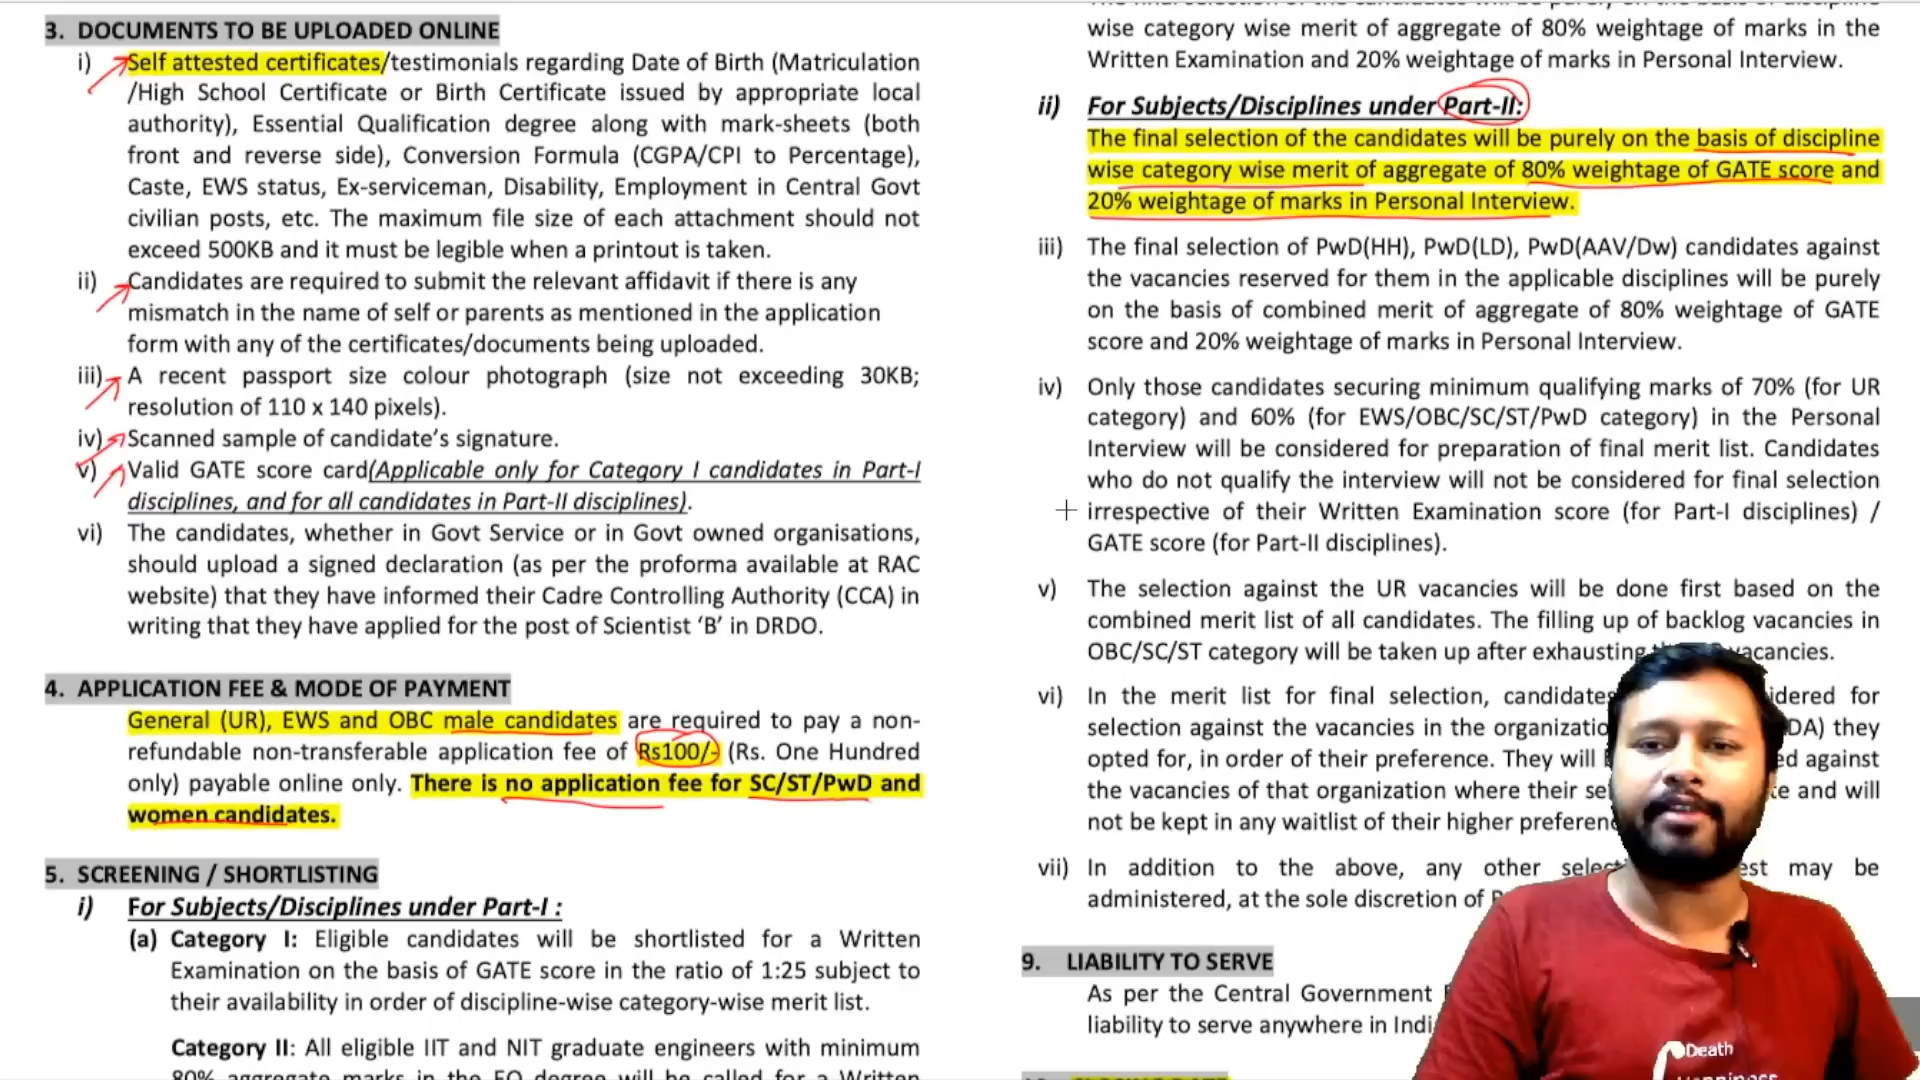 3. DOCUMENTS TO BE UPLOADED ONLINE
i) Self attested certificates/testimonials regarding Date of Birth (Matriculation
/High School Certificate or Birth Certificate issued by appropriate local
authority), Essential Qualification degree along with mark-sheets (both
front and reverse side), Conversion Formula (CGPA/CPI to Percentage),
Caste, EWS status, Ex-serviceman, Disability, Employment in Central Govt
civilian posts, etc. The maximum file size of each attachment should not
exceed 500KB and it must be legible when a printout is taken.
ii) Candidates are required to submit the relevant affidavit if there is any
mismatch in the name of self or parents as mentioned in the application
form with any of the certificates/documents being uploaded.
iii) A recent passport size colour photograph (size not exceeding 30KB;
resolution of 110 x 140 pixels).
iv) Scanned sample of candidate's signature.
v) Valid GATE score card(Applicable only for Category I candidates in Part-I
disciplines, and for all candidates in Part-II disciplines).
vi) The candidates, whether in Govt Service or in Govt owned organisations,
should upload a signed declaration (as per the proforma available at RAC
website) that they have informed their Cadre Controlling Authority (CCA) in
writing that they have applied for the post of Scientist 'B' in DRDO.
4. APPLICATION FEE & MODE OF PAYMENT
General (UR), EWS and OBC male candidates are required to pay a non-
refundable non-transferable application fee of Rs100/- (Rs. One Hundred
only) payable online only. There is no application fee for SC/ST/PwD and
women candidates.
5. SCREENING / SHORTLISTING
i) For Subjects/Disciplines under Part-I :
(a) Category I: Eligible candidates will be shortlisted for a Written
Examination on the basis of GATE score in the ratio of 1:25 subject to
their availability in order of discipline-wise category-wise merit list.
Category II: All eligible IIT and NIT graduate engineers with minimum
80% aggregate marks in the EQ degree will be called for a Written
wise category wise merit of aggregate of 80% weightage of marks in the
Written Examination and 20% weightage of marks in Personal Interview.
ii) For Subjects/Disciplines under Part-II:
The final selection of the candidates will be purely on the basis of discipline
wise category wise merit of aggregate of 80% weightage of GATE score and
20% weightage of marks in Personal Interview.
iii) The final selection of PwD(HH), PwD(LD), PwD(AAV/Dw) candidates against
the vacancies reserved for them in the applicable disciplines will be purely
on the basis of combined merit of aggregate of 80% weightage of GATE
score and 20% weightage of marks in Personal Interview.
iv) Only those candidates securing minimum qualifying marks of 70% (for UR
category) and 60% (for EWS/OBC/SC/ST/PwD category) in the Personal
Interview will be considered for preparation of final merit list. Candidates
who do not qualify the interview will not be considered for final selection
irrespective of their Written Examination score (for Part-I disciplines) /
GATE score (for Part-II disciplines).
v) The selection against the UR vacancies will be done first based on the
combined merit list of all candidates. The filling up of backlog vacancies in
OBC/SC/ST category will be taken up after exhausting vacancies.
vi) In the merit list for final selection, for
selection against the vacancies in the DA) they
opted for, in order of their preference. They will against
the vacancies of that organization where their and will
not be kept in any waitlist of their higher
vii) In addition to the above, any other may be
administered, at the sole discretion of
9. LIABILITY TO SERVE
As per the Central Government
liability to serve anywhere in
Death